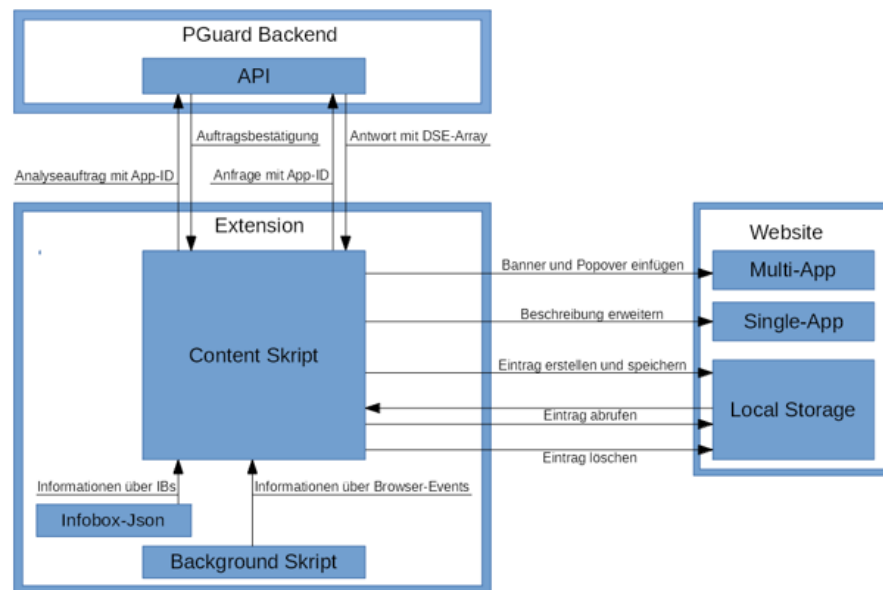 PGuard Backend
API
Auftragsbestätigung
Antwort mit DSE-Array
Analyseauftrag mit App-ID
Anfrage mit App-ID
Extension
Website
Banner und Popover einfügen
Multi-App
Beschreibung erweitern
Single-App
Content Skript
Eintrag erstellen und speichern
Local Storage
Eintrag abrufen
Eintrag löschen
Informationen über IBs
Informationen über Browser-Events
Infobox-Json
Background Skript